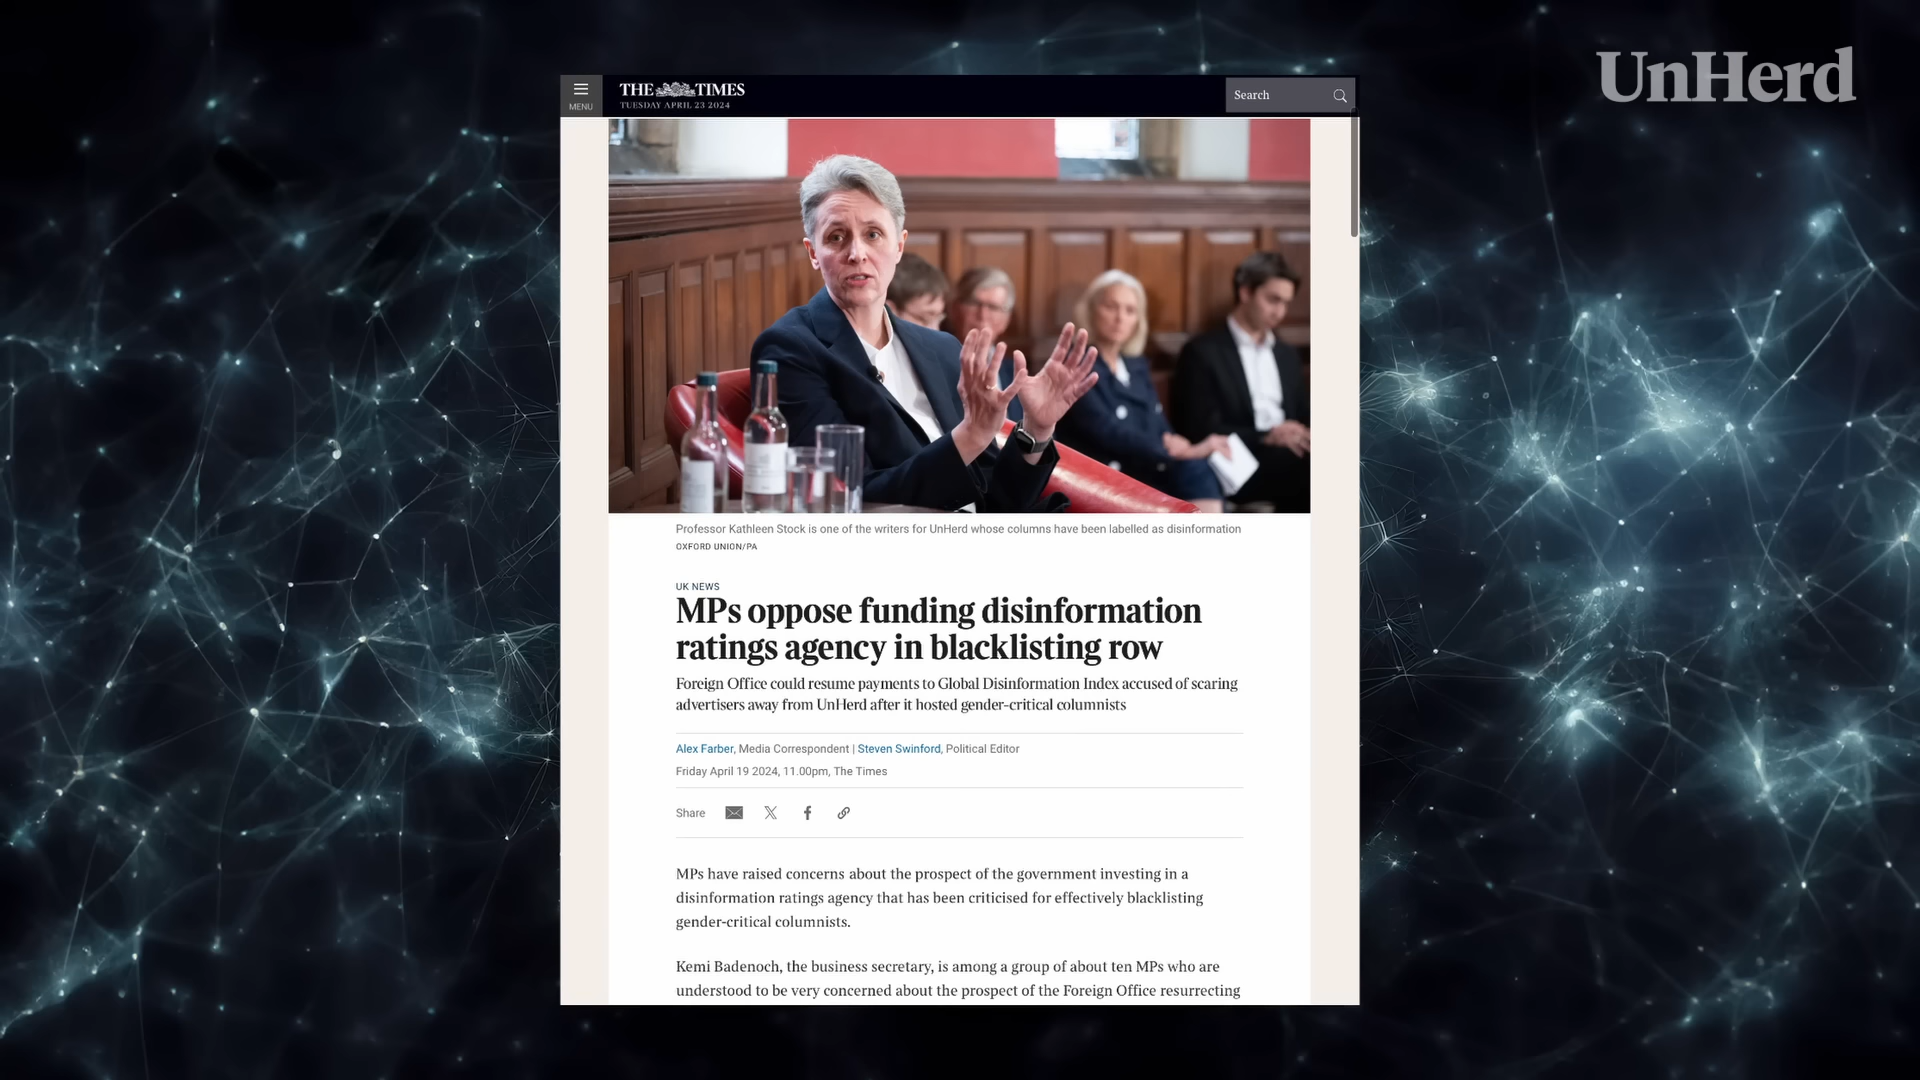 UnHerd
MENU
THE TIMES
TUESDAY APRIL 23 2024
Search
Professor Kathleen Stock is one of the writers for UnHerd whose columns have been labelled as disinformation
OXFORD UNION/PA
UK NEWS
MPs oppose funding disinformation
ratings agency in blacklisting row
Foreign Office could resume payments to Global Disinformation Index accused of scaring
advertisers away from UnHerd after it hosted gender-critical columnists
Alex Farber, Media Correspondent | Steven Swinford, Political Editor
Friday April 19 2024, 11.00pm, The Times
Share
MPs have raised concerns about the prospect of the government investing in a
disinformation ratings agency that has been criticised for effectively blacklisting
gender-critical columnists.
Kemi Badenoch, the business secretary, is among a group of about ten MPs who are
understood to be very concerned about the prospect of the Foreign Office resurrecting